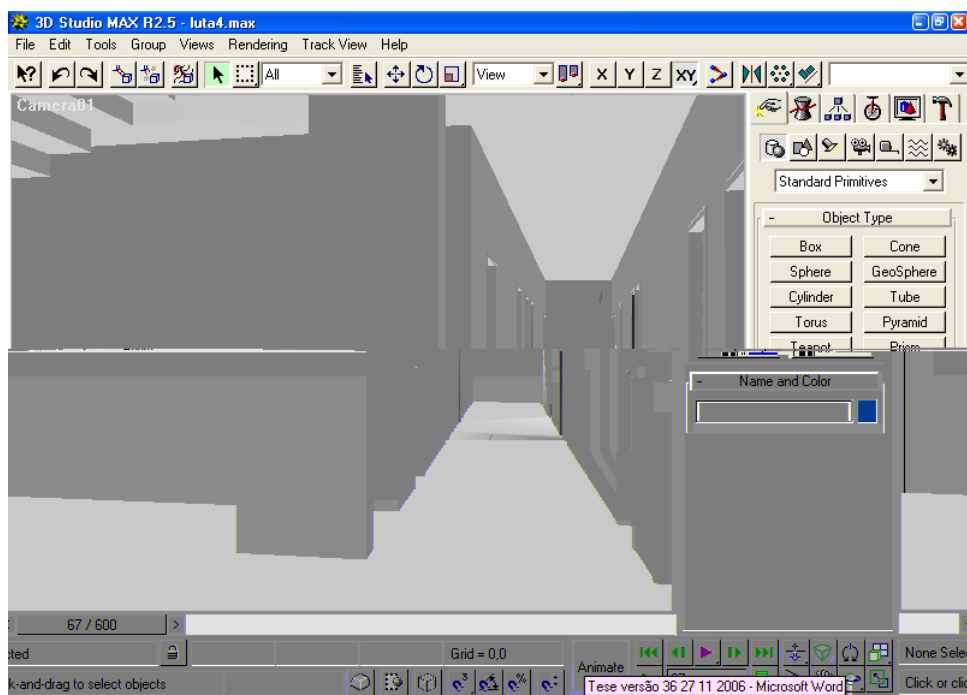 3D Studio MAX R2.5 - luta4.max
File Edit Tools Group Views Rendering Track View Help
All View X Y Z XY
Camera01
Standard Primitives
- Object Type
Box Cone
Sphere GeoSphere
Cylinder Tube
Torus Pyramid
Teapot Prism
- Name and Color
67 / 600 >
cted Grid = 0,0 Animate None Selec
k-and-drag to select objects Click or clic
Tese versão 36 27 11 2006 - Microsoft Word